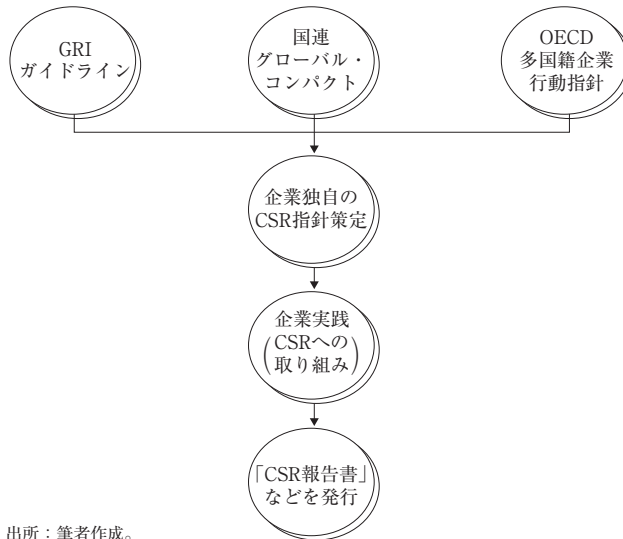 GRI
ガイドライン
国連
グローバル・
コンパクト
OECD
多国籍企業
行動指針
企業独自の
CSR指針策定
企業実践
(CSRへの
取り組み)
「CSR報告書」
などを発行
出所：筆者作成。